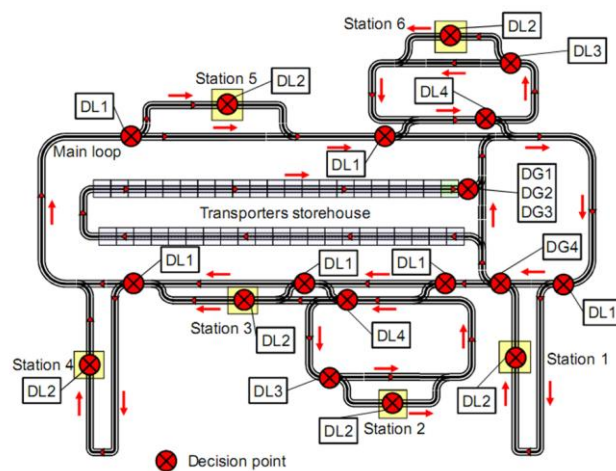 Station 6
DL2
DL3
Station 5
DL2
DL4
DL1
DL1
Main loop
DG1
DG2
DG3
Transporters storehouse
DG4
DL1
DL1
DL1
DL1
Station 3
DL2
DL4
Station 4
DL2
Station 1
DL3
DL2
DL2
Station 2
Decision point